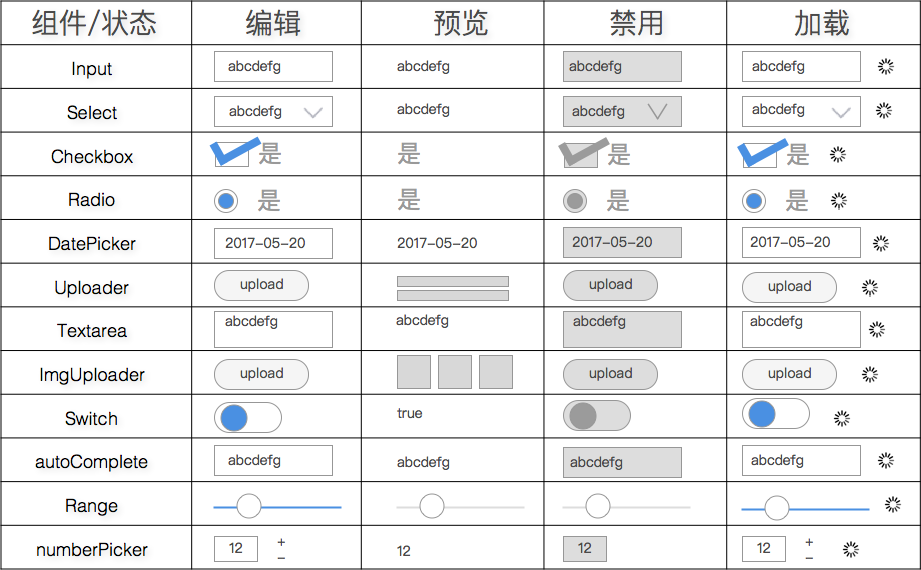 组件/状态 编辑 预览 禁用 加载
Input abcdefg abcdefg abcdefg abcdefg
Select abcdefg abcdefg abcdefg abcdefg
Checkbox 是 是 是 是
Radio 是 是 是 是
DatePicker 2017-05-20 2017-05-20 2017-05-20 2017-05-20
Uploader upload upload upload
Textarea abcdefg abcdefg abcdefg abcdefg
ImgUploader upload upload upload
Switch true
autoComplete abcdefg abcdefg abcdefg abcdefg
Range
numberPicker 12 + - 12 12 12 + -